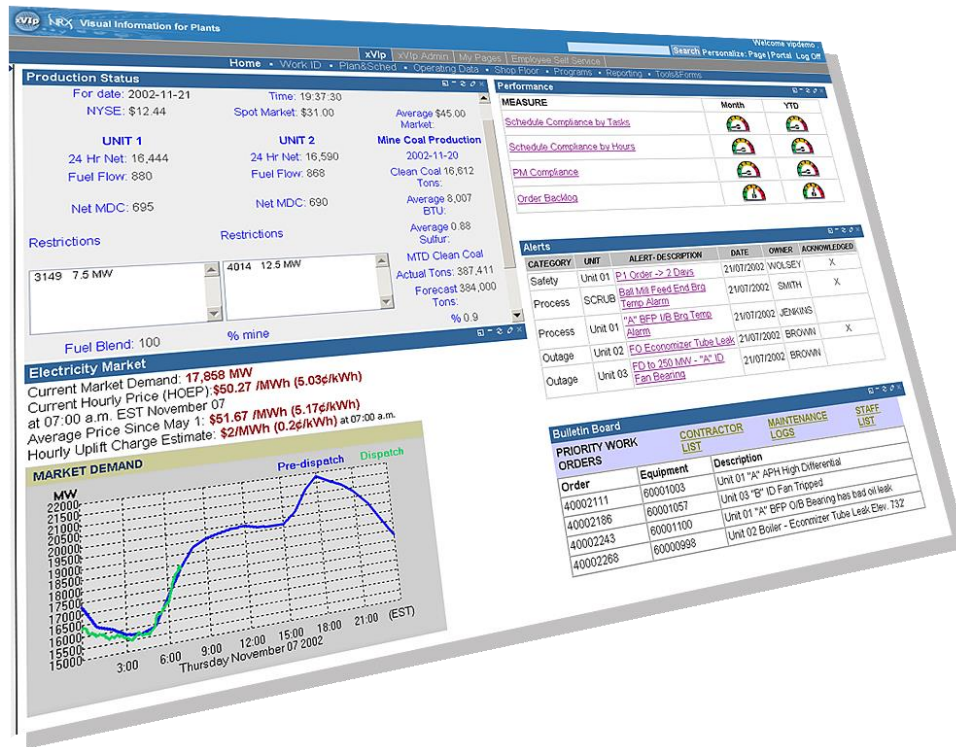 xVIp NRX Visual Information for Plants
Welcome vipdemo .
Search Personalize: Page | Portal Log Off
xVIp xVIp Admin My Pages Employee Self Service
Home • Work ID • Plan&Sched • Operating Data • Shop Floor • Programs • Reporting • Tools&Forms
Production Status
For date: 2002-11-21 Time: 19:37:30
NYSE: $12.44 Spot Market: $31.00 Average $45.00
Market:
UNIT 1 UNIT 2 Mine Coal Production
24 Hr Net: 16,444 24 Hr Net: 16,590 2002-11-20
Fuel Flow: 880 Fuel Flow: 868 Clean Coal 16,612
Tons:
Net MDC: 695 Net MDC: 690 Average 8,007
BTU:
Average 0.88
Sulfur:
Restrictions Restrictions MTD Clean Coal
3149 7.5 MW 4014 12.5 MW Actual Tons: 387,411
Forecast 384,000
Tons:
% 0.9
Fuel Blend: 100 % mine
Electricity Market
Current Market Demand: 17,858 MW
Current Hourly Price (HOEP):$50.27 /MWh (5.03¢/kWh)
at 07:00 a.m. EST November 07
Average Price Since May 1: $51.67 /MWh (5.17¢/kWh)
Hourly Uplift Charge Estimate: $2/MWh (0.2¢/kWh) at 07:00 a.m.
MARKET DEMAND
Pre-dispatch Dispatch
MW
22000
21500
21000
20500
20000
19500
19000
18500
18000
17500
17000
16500
16000
15500
15000
3:00 6:00 9:00 12:00 15:00 18:00 21:00 (EST)
Thursday November 07 2002
Performance
MEASURE Month YTD
Schedule Compliance by Tasks
Schedule Compliance by Hours
PM Compliance
Order Backlog
Alerts
CATEGORY UNIT ALERT- DESCRIPTION DATE OWNER ACKNOWLEDGED
Safety Unit 01 P1 Order -> 2 Days 21/07/2002 WOLSEY X
Process SCRUB Ball Mill Feed End Brg
Temp Alarm 21/07/2002 SMITH X
Process Unit 01 "A" BFP I/B Brg Temp
Alarm 21/07/2002 JENKINS
Outage Unit 02 FO Economizer Tube Leak 21/07/2002 BROWN X
Outage Unit 03 FO to 250 MW - "A" ID
Fan Bearing 21/07/2002 BROWN
Bulletin Board
PRIORITY WORK
ORDERS
CONTRACTOR
LIST
MAINTENANCE
LOGS
STAFF
LIST
Order Equipment Description
40002111 60001003 Unit 01 "A" APH High Differential
40002186 60001057 Unit 03 "B" ID Fan Tripped
40002243 60001100 Unit 01 "A" BFP O/B Bearing has bad oil leak
40002268 60000998 Unit 02 Boiler - Econmizer Tube Leak Elev. 732'